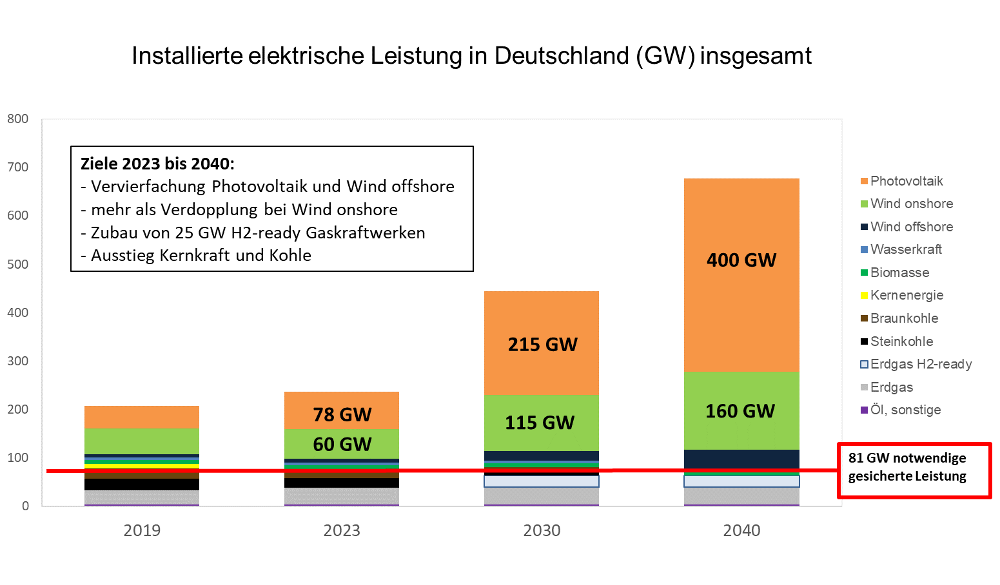 Installierte elektrische Leistung in Deutschland (GW) insgesamt
800
700
600
500
400
300
200
100
0
Ziele 2023 bis 2040:
- Vervierfachung Photovoltaik und Wind offshore
- mehr als Verdopplung bei Wind onshore
- Zubau von 25 GW H2-ready Gaskraftwerken
- Ausstieg Kernkraft und Kohle
78 GW
60 GW
215 GW
115 GW
400 GW
160 GW
2019
2023
2030
2040
Photovoltaik
Wind onshore
Wind offshore
Wasserkraft
Biomasse
Kernenergie
Braunkohle
Steinkohle
Erdgas H2-ready
Erdgas
Öl, sonstige
81 GW notwendige
gesicherte Leistung